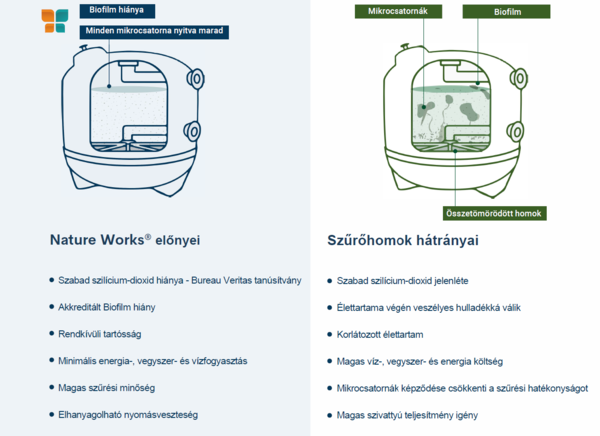 Biofilm hiánya
Minden mikrocsatorna nyitva marad
Nature Works® előnyei
Szabad szilícium-dioxid hiánya - Bureau Veritas tanúsítvány
Akkreditált Biofilm hiány
Rendkívüli tartósság
Minimális energia-, vegyszer- és vízfogyasztás
Magas szűrési minőség
Elhanyagolható nyomásveszteség
Mikrocsatornák
Biofilm
Összetömörödött homok
Szűrőhomok hátrányai
Szabad szilícium-dioxid jelenléte
Élettartama végén veszélyes hulladékká válik
Korlátozott élettartam
Magas víz-, vegyszer- és energia költség
Mikrocsatornák képződése csökkenti a szűrési hatékonyságot
Magas szivattyú teljesítmény igény